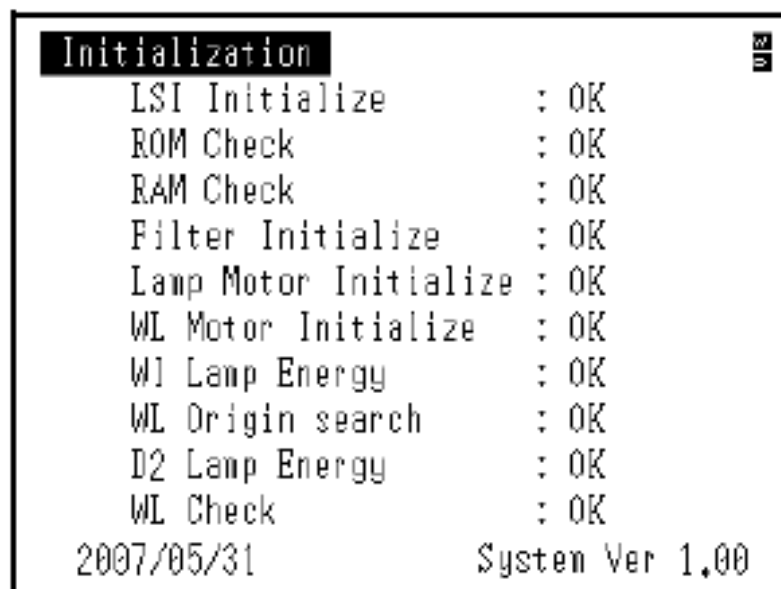 Initialization
W
D
LSI Initialize : OK
ROM Check : OK
RAM Check : OK
Filter Initialize : OK
Lamp Motor Initialize : OK
WL Motor Initialize : OK
WI Lamp Energy : OK
WL Origin search : OK
D2 Lamp Energy : OK
WL Check : OK
2007/05/31 System Ver 1.00